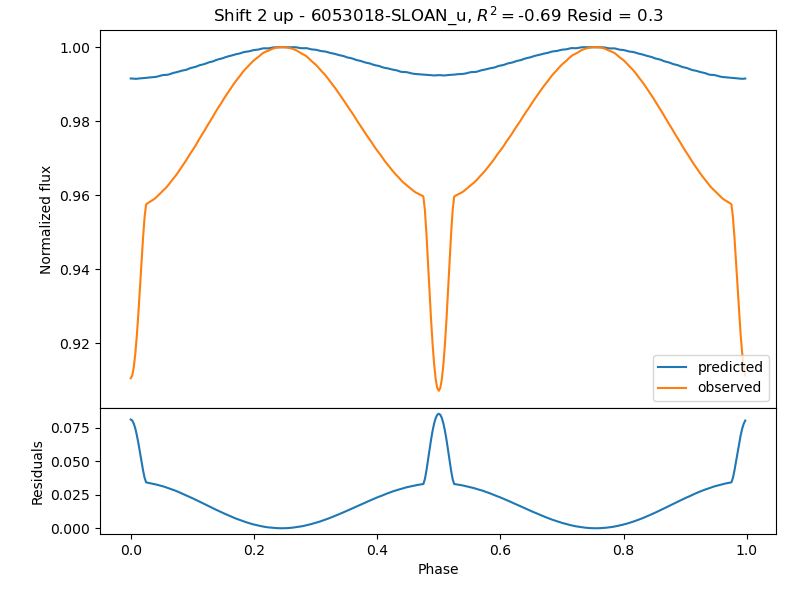 Shift 2 up - 6053018-SLOAN_u, R² = -0.69 Resid = 0.3
1.00
0.98
0.96
0.94
0.92
Normalized flux
predicted
observed
0.075
0.050
0.025
0.000
Residuals
0.0 0.2 0.4 0.6 0.8 1.0
Phase